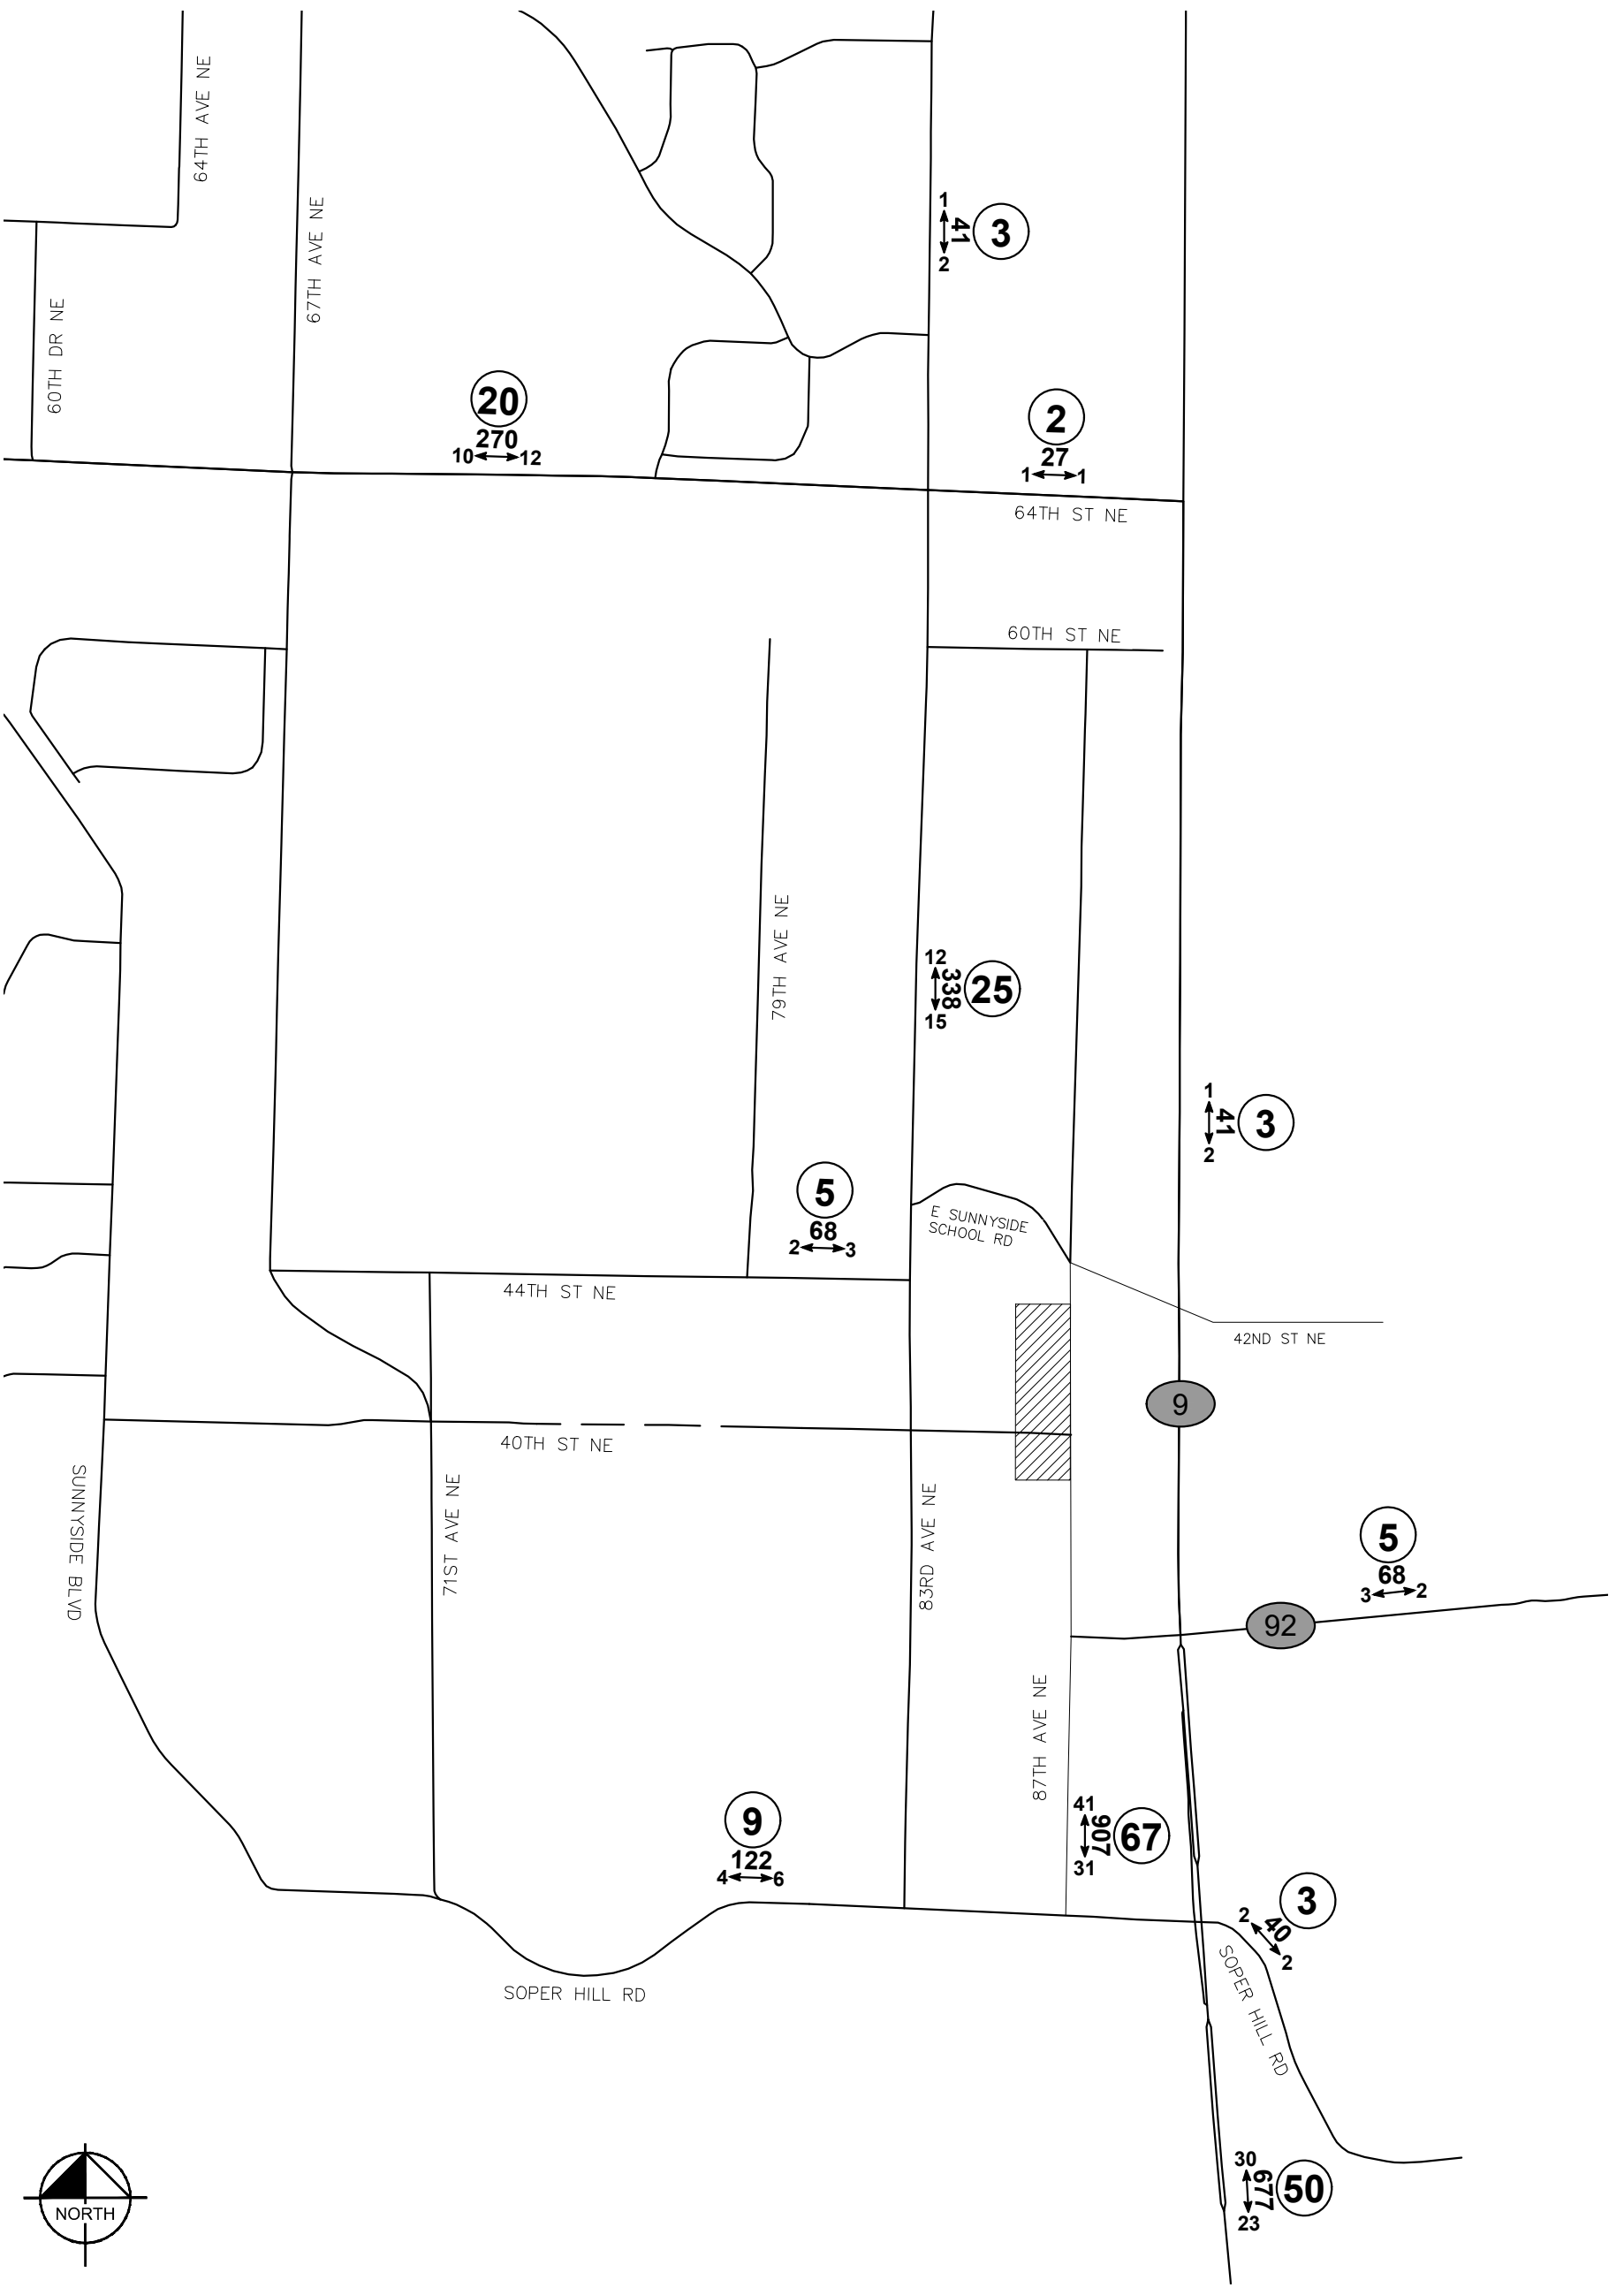 64TH AVE NE
67TH AVE NE
1
41
2
3
60TH DR NE
20
270
10
12
2
27
1
1
64TH ST NE
60TH ST NE
79TH AVE NE
12
338
15
25
1
41
2
3
5
68
2
3
E SUNNYSIDE
SCHOOL RD
44TH ST NE
42ND ST NE
9
40TH ST NE
SUNNYSIDE BLVD
71ST AVE NE
83RD AVE NE
5
68
3
2
92
87TH AVE NE
9
122
4
6
41
907
31
67
3
2
40
2
SOPER HILL RD
SOPER HILL RD
30
677
23
50
NORTH